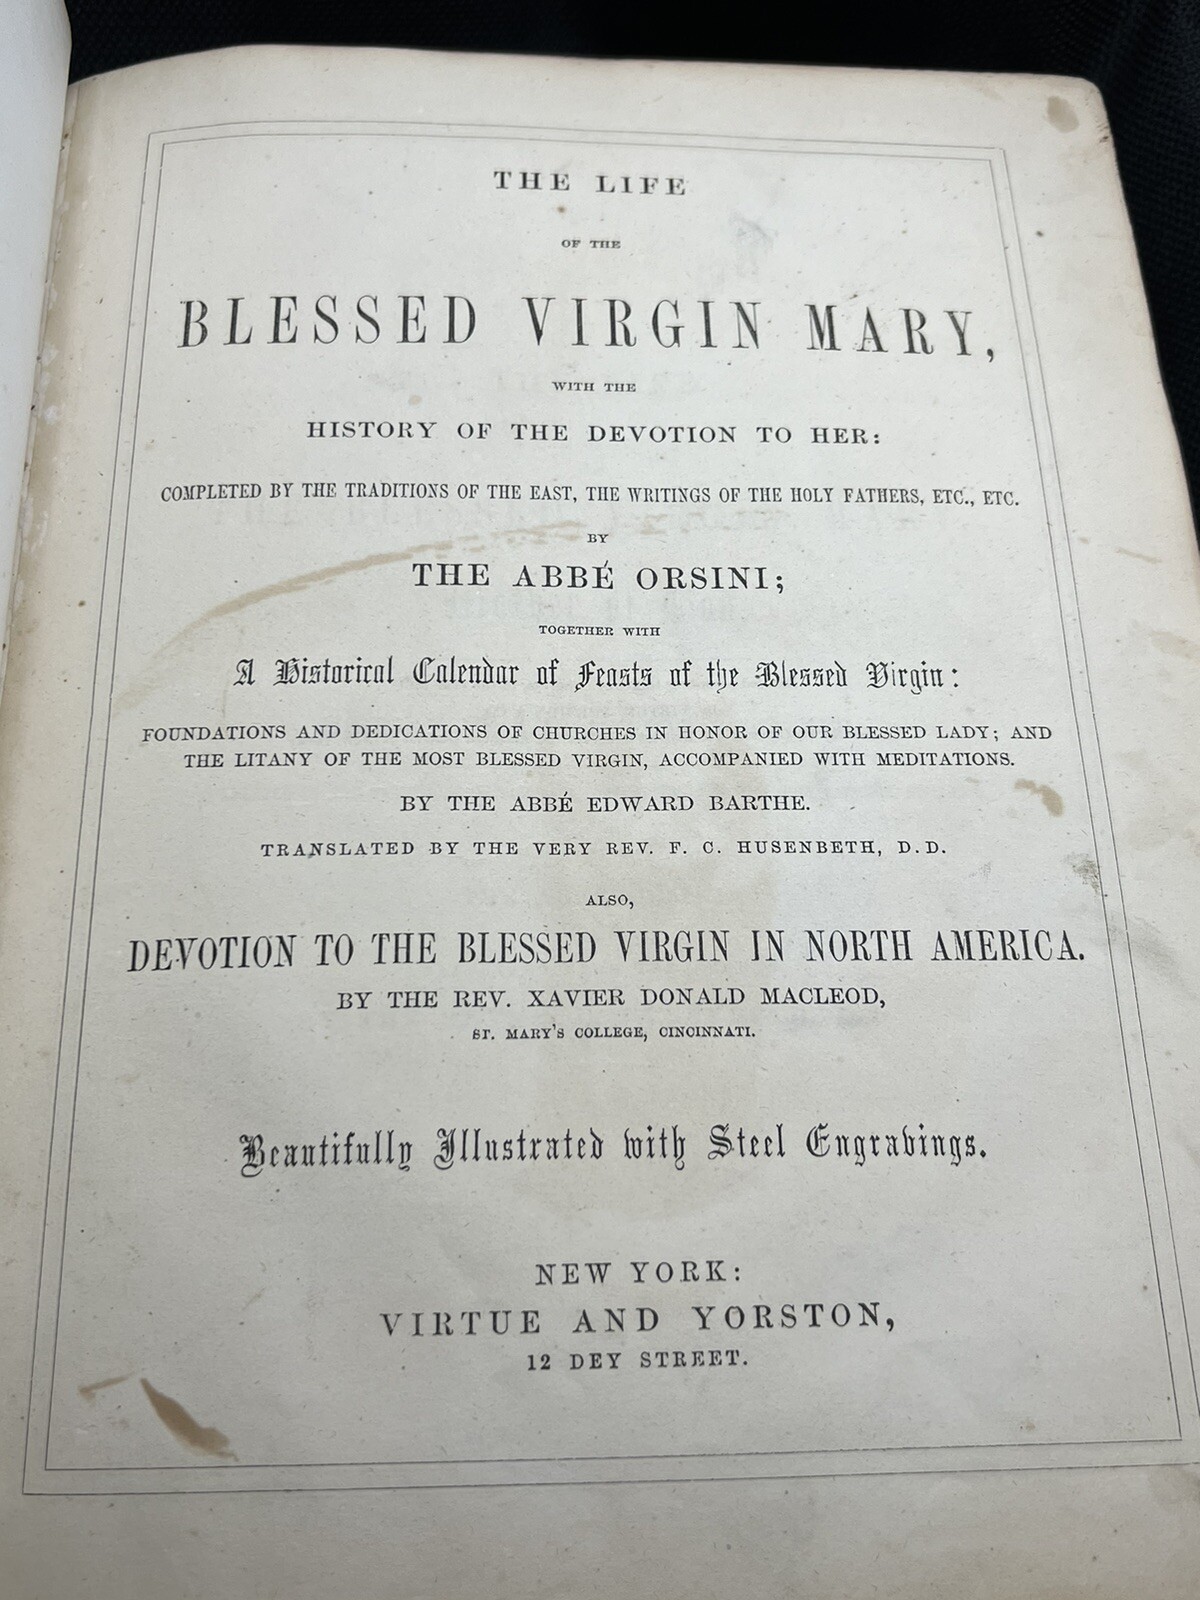 THE LIFE
OF THE
BLESSED VIRGIN MARY,
WITH THE
HISTORY OF THE DEVOTION TO HER:
COMPLETED BY THE TRADITIONS OF THE EAST, THE WRITINGS OF THE HOLY FATHERS, ETC., ETC.
BY
THE ABBÉ ORSINI;
TOGETHER WITH
A Historical Calendar of Feasts of the Blessed Virgin:
FOUNDATIONS AND DEDICATIONS OF CHURCHES IN HONOR OF OUR BLESSED LADY; AND
THE LITANY OF THE MOST BLESSED VIRGIN, ACCOMPANIED WITH MEDITATIONS.
BY THE ABBÉ EDWARD BARTHE.
TRANSLATED BY THE VERY REV. F. C. HUSENBETH, D.D.
ALSO,
DEVOTION TO THE BLESSED VIRGIN IN NORTH AMERICA.
BY THE REV. XAVIER DONALD MACLEOD,
ST. MARY'S COLLEGE, CINCINNATI.
Beautifully Illustrated with Steel Engravings.
NEW YORK:
VIRTUE AND YORSTON,
12 DEY STREET.